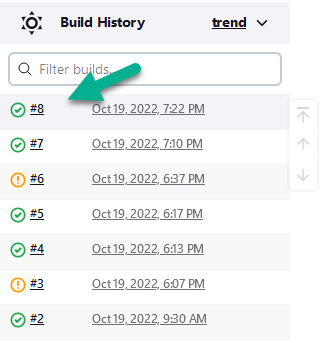 Build History trend
Filter builds...
#8 Oct 19, 2022, 7:22 PM
#7 Oct 19, 2022, 7:10 PM
#6 Oct 19, 2022, 6:37 PM
#5 Oct 19, 2022, 6:17 PM
#4 Oct 19, 2022, 6:13 PM
#3 Oct 19, 2022, 6:07 PM
#2 Oct 19, 2022, 9:30 AM